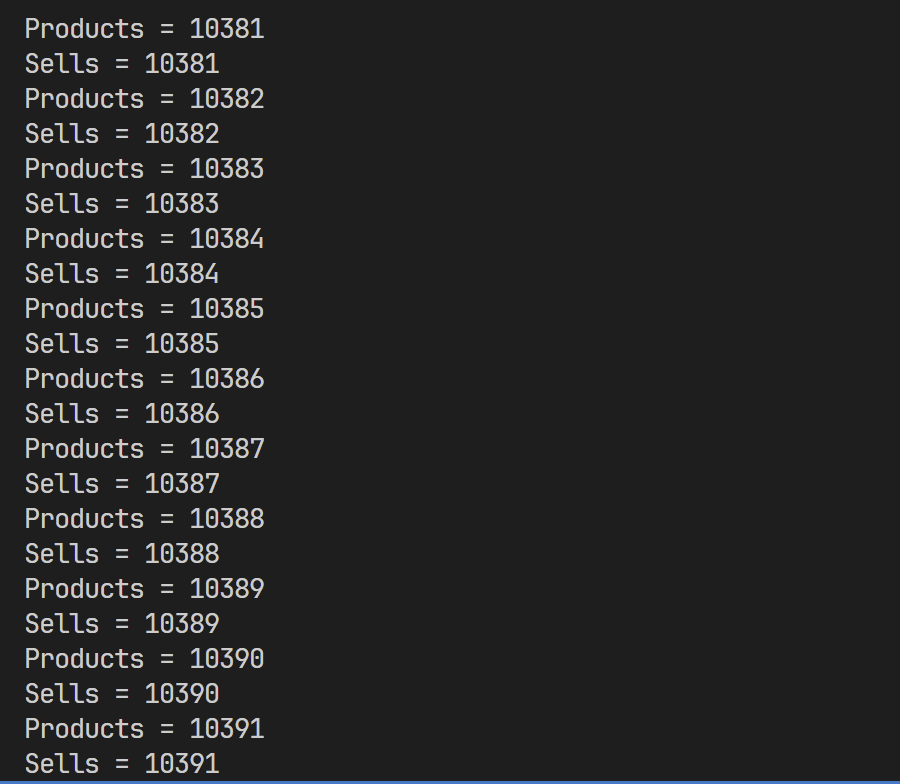 Products = 10381
Sells = 10381
Products = 10382
Sells = 10382
Products = 10383
Sells = 10383
Products = 10384
Sells = 10384
Products = 10385
Sells = 10385
Products = 10386
Sells = 10386
Products = 10387
Sells = 10387
Products = 10388
Sells = 10388
Products = 10389
Sells = 10389
Products = 10390
Sells = 10390
Products = 10391
Sells = 10391